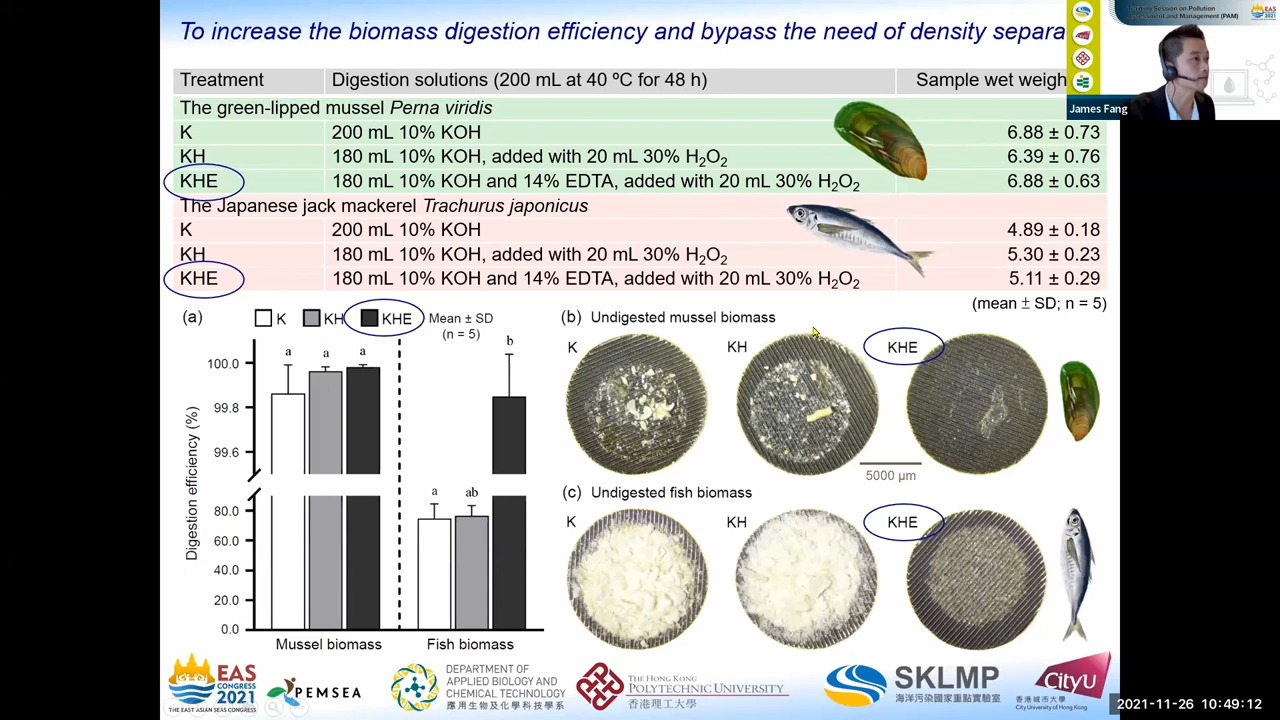 To increase the biomass digestion efficiency and bypass the need of density separa
Training Session on Pollution
Assessment and Management (PAM)
EAS
2021
James Fang
Treatment Digestion solutions (200 mL at 40 ºC for 48 h) Sample wet weigh
The green-lipped mussel Perna viridis
K 200 mL 10% KOH 6.88 ± 0.73
KH 180 mL 10% KOH, added with 20 mL 30% H₂O₂ 6.39 ± 0.76
KHE 180 mL 10% KOH and 14% EDTA, added with 20 mL 30% H₂O₂ 6.88 ± 0.63
The Japanese jack mackerel Trachurus japonicus
K 200 mL 10% KOH 4.89 ± 0.18
KH 180 mL 10% KOH, added with 20 mL 30% H₂O₂ 5.30 ± 0.23
KHE 180 mL 10% KOH and 14% EDTA, added with 20 mL 30% H₂O₂ 5.11 ± 0.29
(mean ± SD; n = 5)
(a) K KH KHE Mean ± SD
(n = 5)
a a a b
100.0
99.8
99.6
a ab
80.0
60.0
40.0
20.0
0.0
Digestion efficiency (%)
Mussel biomass Fish biomass
(b) Undigested mussel biomass
K KH KHE
5000 µm
(c) Undigested fish biomass
K KH KHE
EAS
CONGRESS
2021
THE EAST ASIAN SEAS CONGRESS
PEMSEA
DEPARTMENT OF
APPLIED BIOLOGY AND
CHEMICAL TECHNOLOGY
應用生物及化學科技學系
THE HONG KONG
POLYTECHNIC UNIVERSITY
香港理工大學
SKLMP
海洋污染國家重點實驗室
CityU
香港城市大學
City University of Hong Kong
2021-11-26 10:49:12